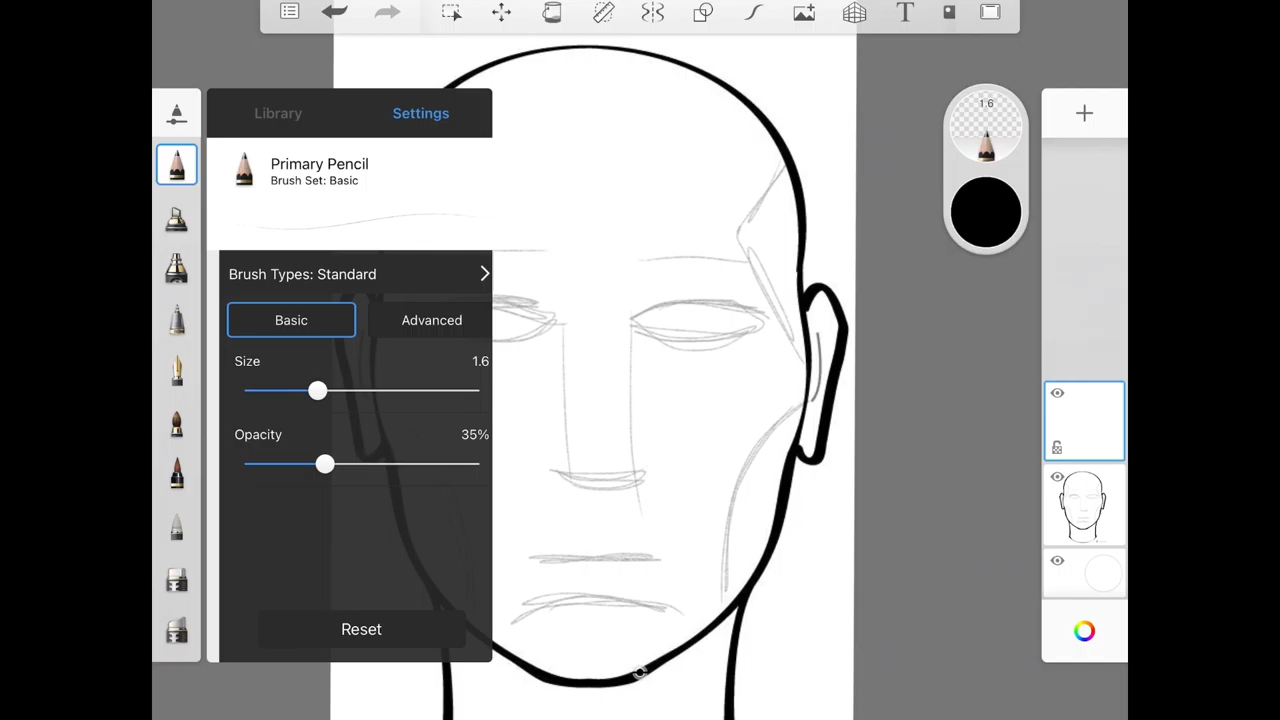 Library
Settings
1.6
Primary Pencil
Brush Set: Basic
Brush Types: Standard
Basic
Advanced
Size
1.6
Opacity
35%
Reset
T